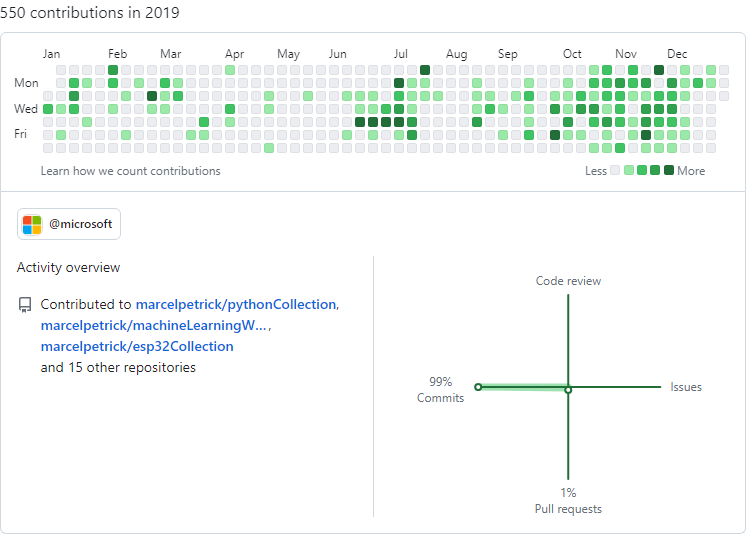 550 contributions in 2019
Jan Feb Mar Apr May Jun Jul Aug Sep Oct Nov Dec
Mon
Wed
Fri
Learn how we count contributions
Less More
@microsoft
Activity overview
Contributed to marcelpetrick/pythonCollection,
marcelpetrick/machineLearningW...,
marcelpetrick/esp32Collection
and 15 other repositories
Code review
99%
Commits
Issues
1%
Pull requests